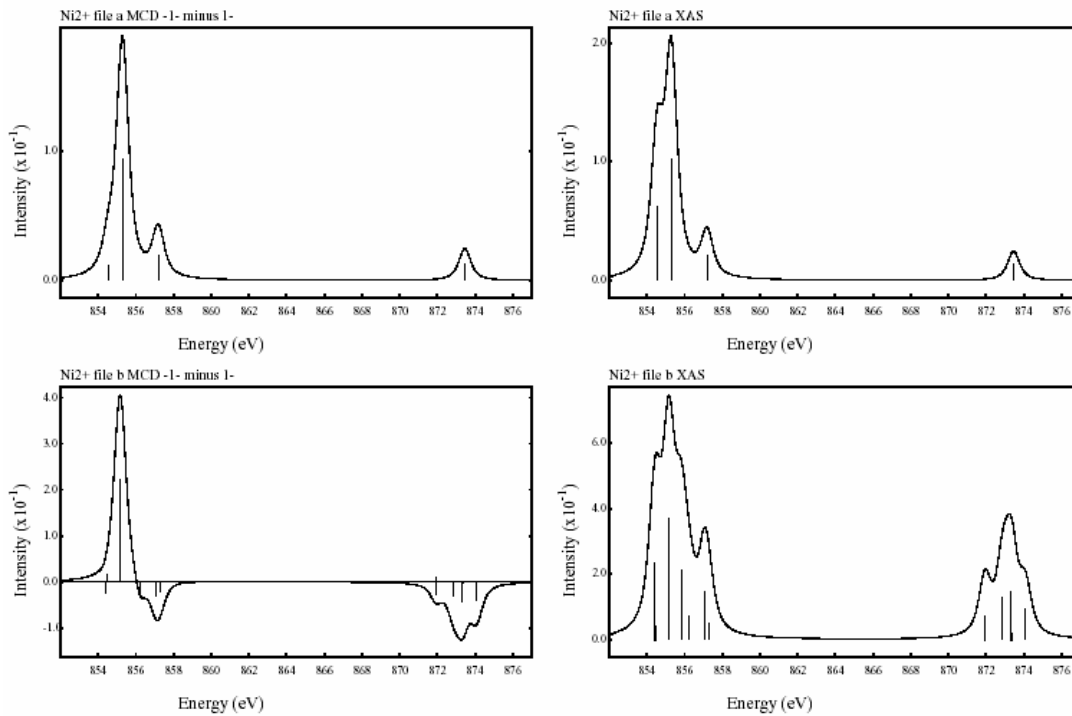 Ni2+ file a MCD -1- minus 1-
Intensity (x10⁻¹)
1.0
0.0
854 856 858 860 862 864 866 868 870 872 874 876
Energy (eV)
Ni2+ file a XAS
Intensity (x10⁻¹)
2.0
1.0
0.0
854 856 858 860 862 864 866 868 870 872 874 876
Energy (eV)
Ni2+ file b MCD -1- minus 1-
Intensity (x10⁻¹)
4.0
3.0
2.0
1.0
0.0
-1.0
854 856 858 860 862 864 866 868 870 872 874 876
Energy (eV)
Ni2+ file b XAS
Intensity (x10⁻¹)
6.0
4.0
2.0
0.0
854 856 858 860 862 864 866 868 870 872 874 876
Energy (eV)